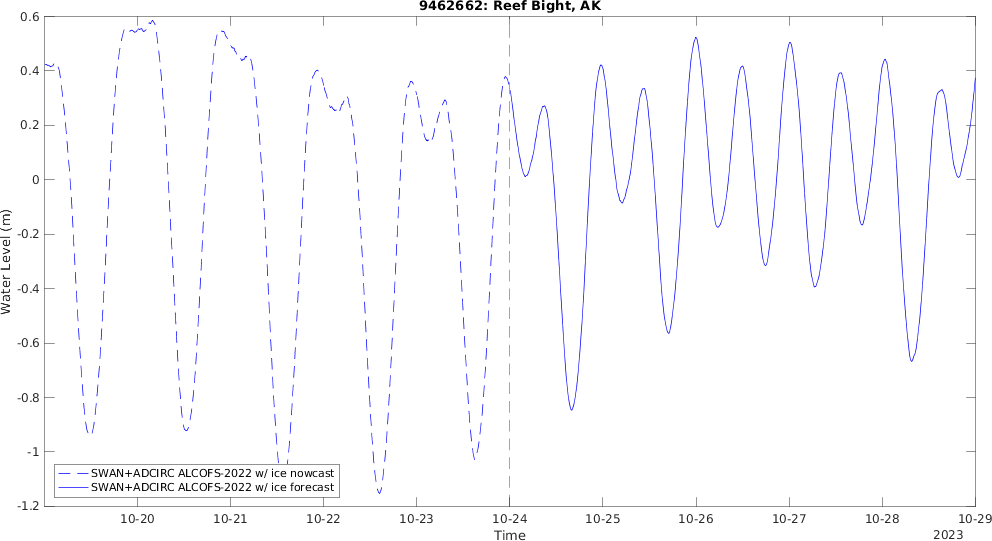 9462662: Reef Bight, AK
0.6
0.4
0.2
0
-0.2
-0.4
-0.6
-0.8
-1
-1.2
Water Level (m)
SWAN+ADCIRC ALCOFS-2022 w/ ice nowcast
SWAN+ADCIRC ALCOFS-2022 w/ ice forecast
10-20 10-21 10-22 10-23 10-24 10-25 10-26 10-27 10-28 10-29
Time
2023